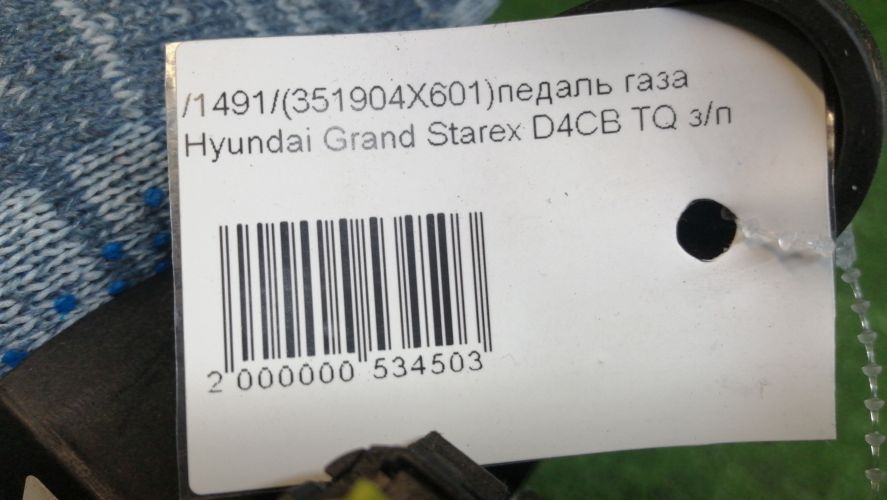 /1491/(351904X601)педаль газа
Hyundai Grand Starex D4CB TQ з/п
2 000000 534503